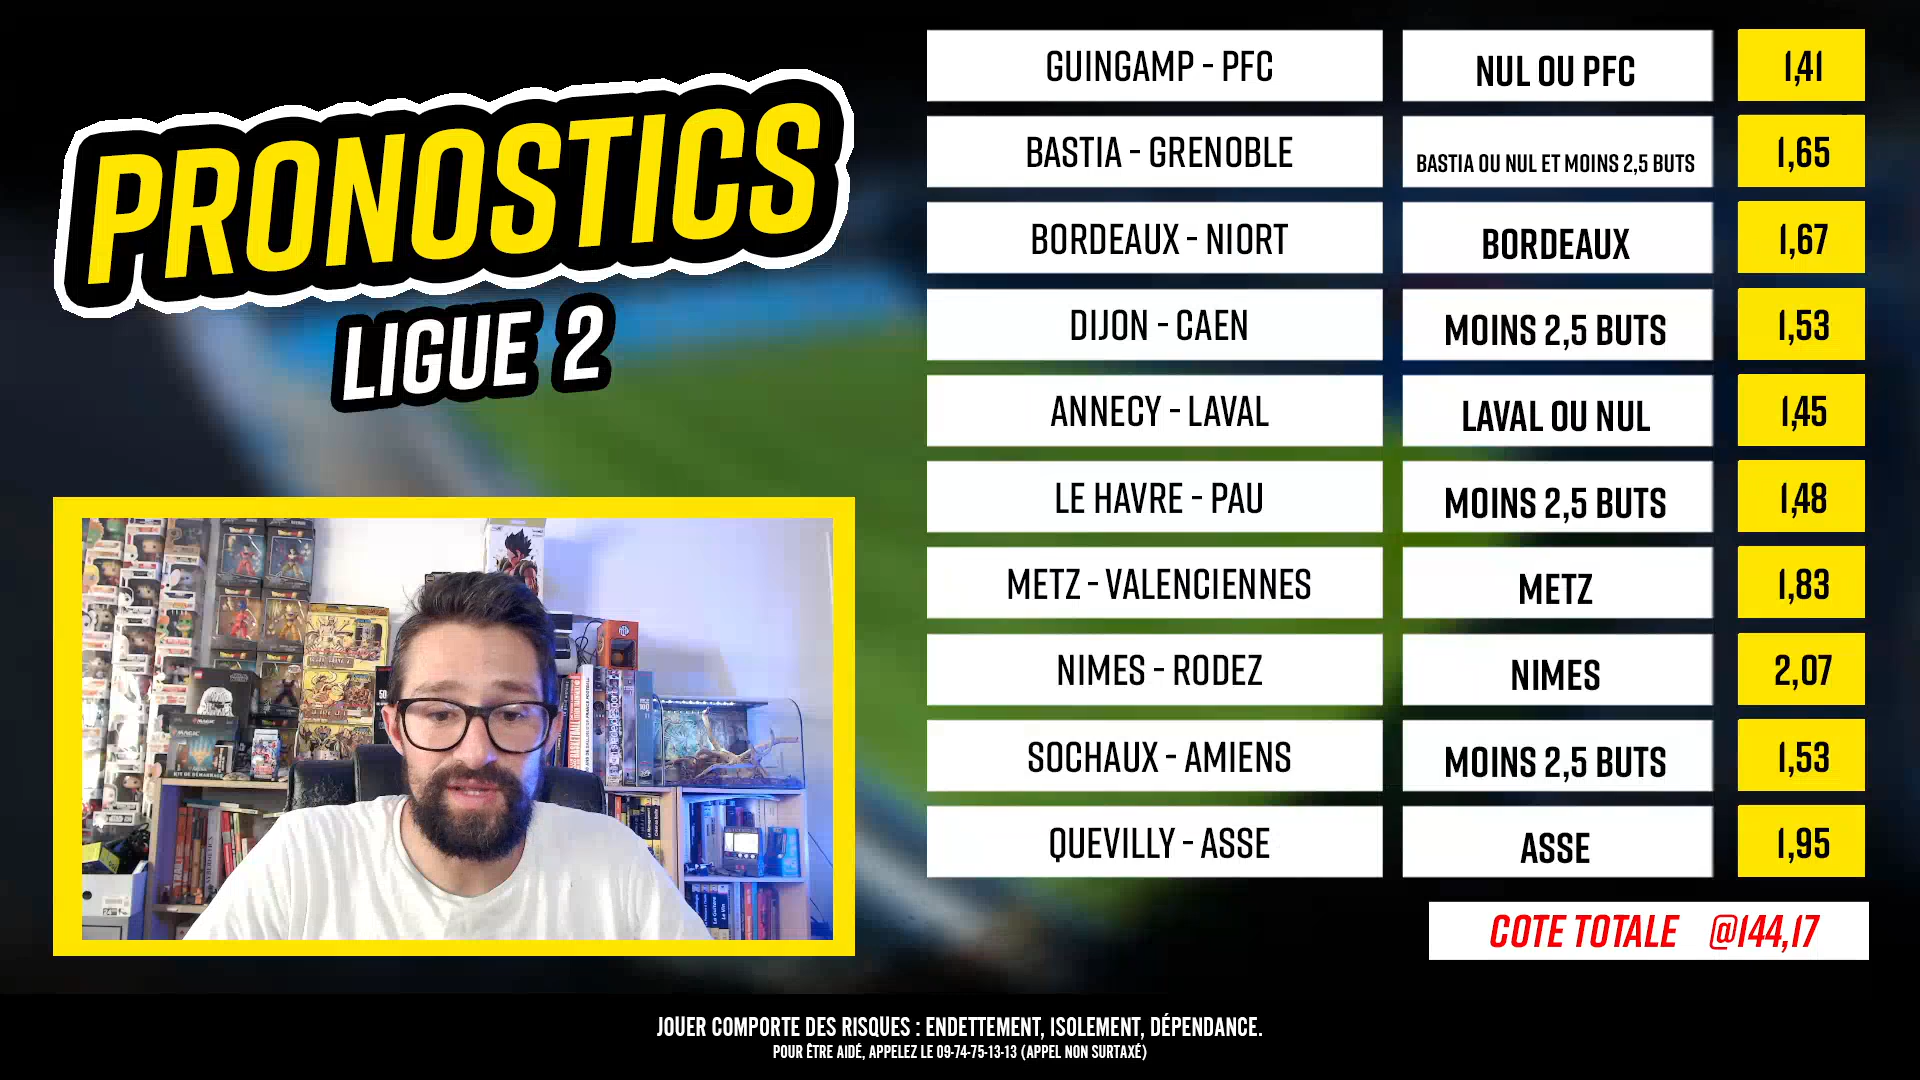 PRONOSTICS
LIGUE 2
GUINGAMP - PFC NUL OU PFC 1,41
BASTIA - GRENOBLE BASTIA OU NUL ET MOINS 2,5 BUTS 1,65
BORDEAUX - NIORT BORDEAUX 1,67
DIJON - CAEN MOINS 2,5 BUTS 1,53
ANNECY - LAVAL LAVAL OU NUL 1,45
LE HAVRE - PAU MOINS 2,5 BUTS 1,48
METZ - VALENCIENNES METZ 1,83
NIMES - RODEZ NIMES 2,07
SOCHAUX - AMIENS MOINS 2,5 BUTS 1,53
QUEVILLY - ASSE ASSE 1,95
COTE TOTALE @144,17
JOUER COMPORTE DES RISQUES : ENDETTEMENT, ISOLEMENT, DÉPENDANCE.
POUR ÊTRE AIDÉ, APPELEZ LE 09-74-75-13-13 (APPEL NON SURTAXÉ)